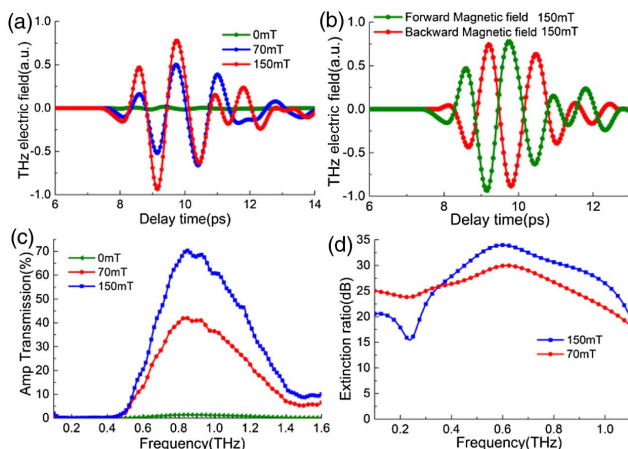 (a)
0mT
70mT
150mT
THz electric field(a.u.)
1.0
0.5
0.0
-0.5
-1.0
6 8 10 12 14
Delay time(ps)
(b)
Forward Magnetic field 150mT
Backward Magnetic field 150mT
THz electric field(a.u.)
1.0
0.5
0.0
-0.5
-1.0
6 8 10 12
Delay time(ps)
(c)
0mT
70mT
150mT
Amp Transmission(%)
70
60
50
40
30
20
10
0
0.2 0.4 0.6 0.8 1.0 1.2 1.4 1.6
Frequency(THz)
(d)
150mT
70mT
Extinction ratio(dB)
35
30
25
20
15
10
5
0
0.2 0.4 0.6 0.8 1.0
Frequency(THz)